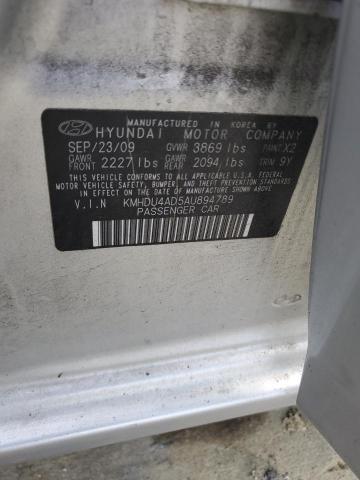 MANUFACTURED IN KOREA BY
HYUNDAI MOTOR COMPANY
SEP/23/09 GVWR 3869 lbs PAINT X2
GAWR FRONT 2227 lbs GAWR REAR 2094 lbs TRIM 9Y
THIS VEHICLE CONFORMS TO ALL APPLICABLE U.S.A. FEDERAL
MOTOR VEHICLE SAFETY, BUMPER, AND THEFT PREVENTION
STANDARDS IN EFFECT ON THE DATE OF MANUFACTURE SHOWN ABOVE.
V.I.N KMHDU4AD5AU894789
PASSENGER CAR